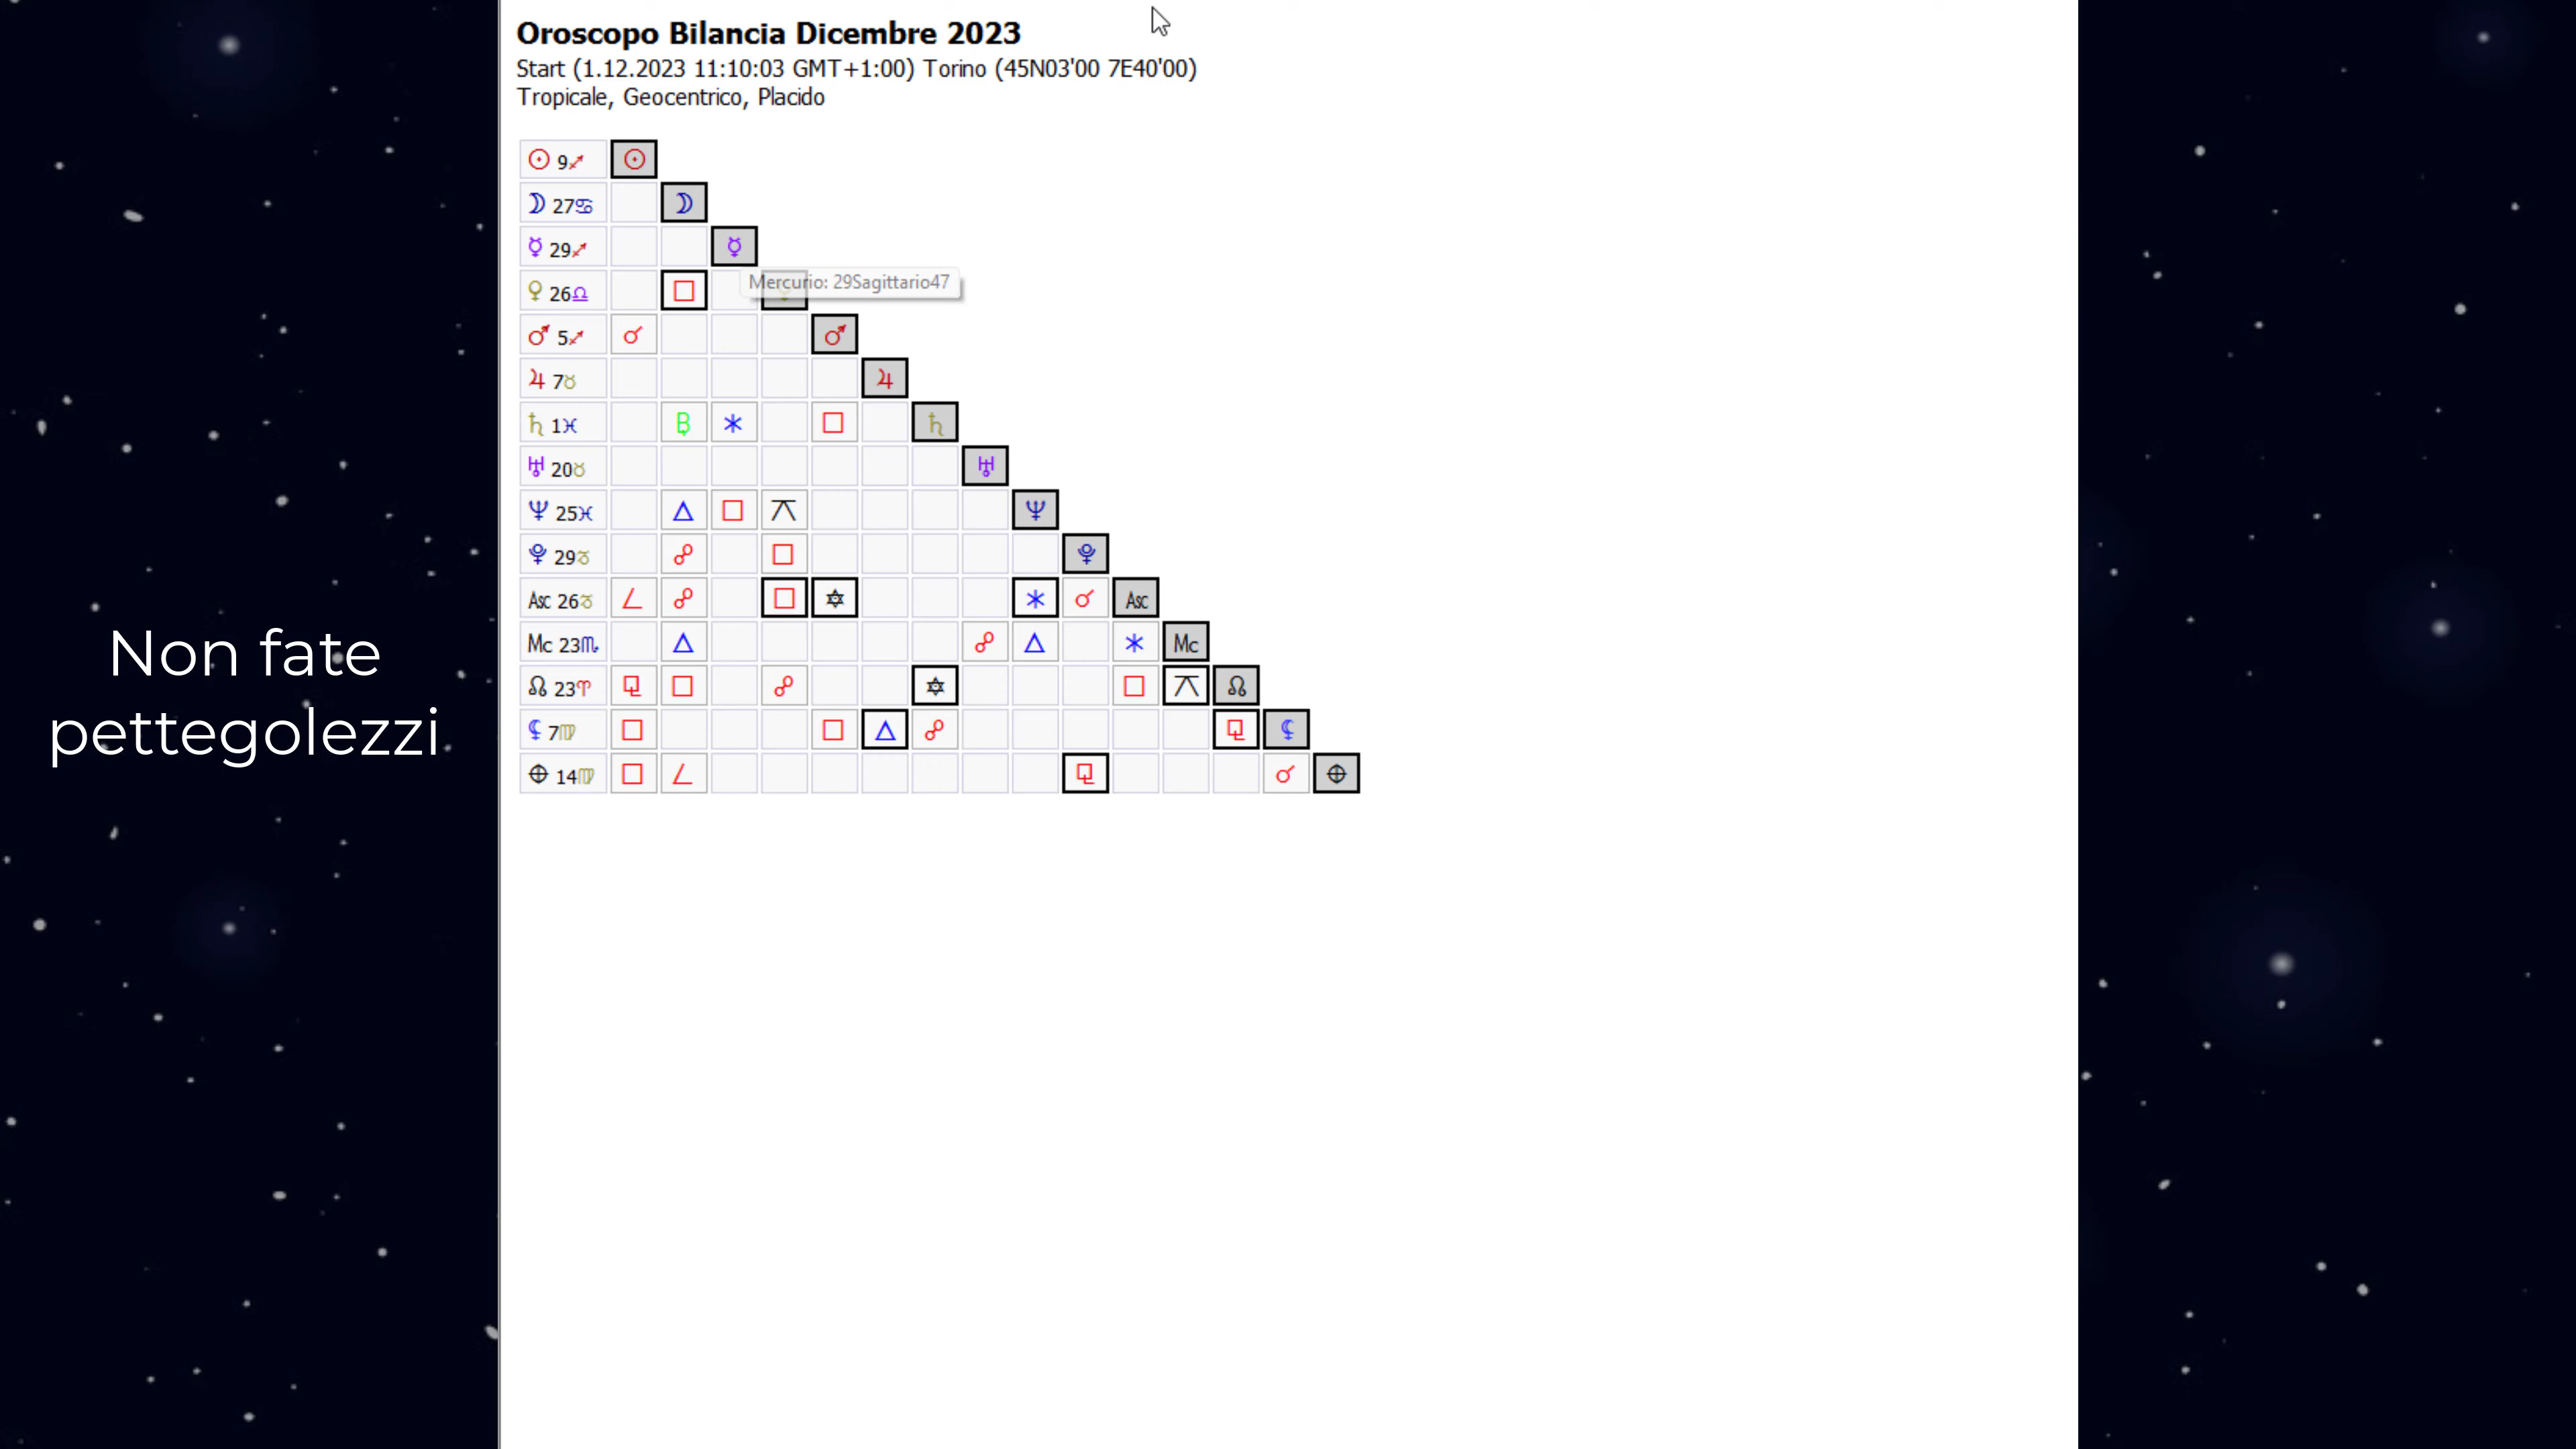 Oroscopo Bilancia Dicembre 2023
Start (1.12.2023 11:10:03 GMT+1:00) Torino (45N03'00 7E40'00)
Tropicale, Geocentrico, Placido
☉ 9♐ ☉
☽ 27♋ ☽
☿ 29♐ ☿
Mercurio: 29Sagittario47
♀ 26♎
♂ 5♐ ☌ ♂
♃ 7♉ ♃
♄ 1♓ B ⚹ □ ♄
♅ 20♉ ♅
♆ 25♓ △ □ ⚻ ♆
♇ 29♑ ☍ □ ♇
Asc 26♑ ∠ ☍ □ ✡ ⚹ ☌ Asc
Mc 23♏ △ ☍ △ ⚹ Mc
☊ 23♈ ⚼ □ ☍ ✡ □ ⚻ ☊
⚸ 7♍ □ □ △ ☍ ⚼ ⚸
⊕ 14♍ □ ∠ ⚼ ☌ ⊕
Non fate
pettegolezzi